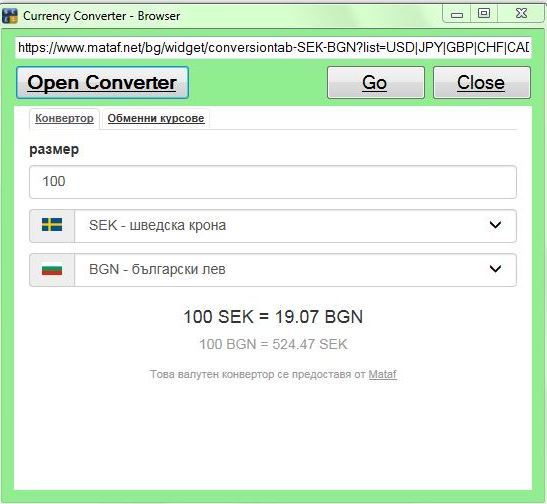 Currency Converter - Browser
https://www.mataf.net/bg/widget/conversiontab-SEK-BGN?list=USD|JPY|GBP|CHF|CAD
Open Converter Go Close
Конвертор Обменни курсове
размер
100
SEK - шведска крона
BGN - български лев
100 SEK = 19.07 BGN
100 BGN = 524.47 SEK
Това валутен конвертор се предоставя от Mataf